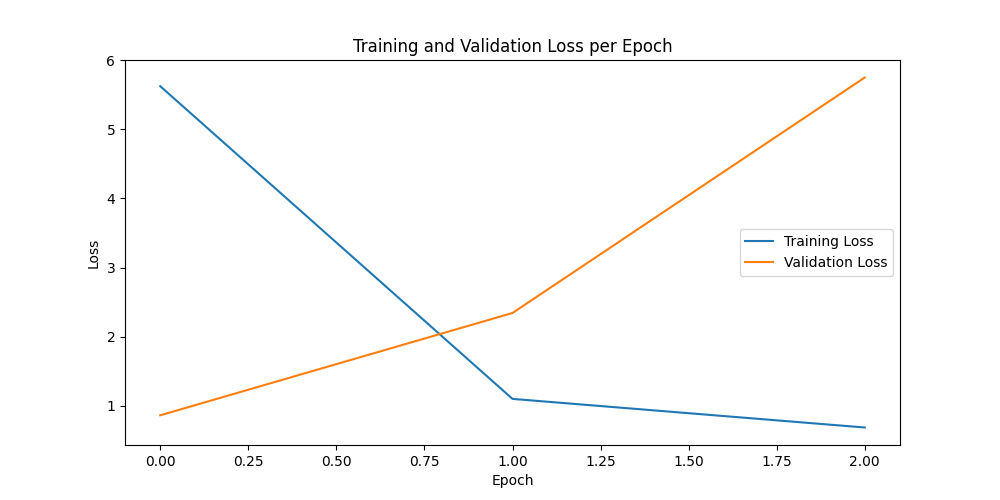 Training and Validation Loss per Epoch
6
5
4
3
2
1
Loss
Training Loss
Validation Loss
0.00 0.25 0.50 0.75 1.00 1.25 1.50 1.75 2.00
Epoch